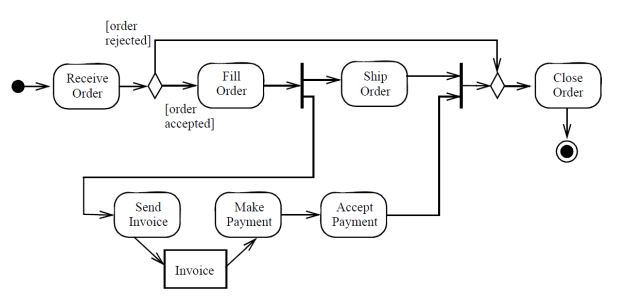 [order
rejected]
Receive
Order
Fill
Order
Ship
Order
Close
Order
[order
accepted]
Send
Invoice
Make
Payment
Accept
Payment
Invoice